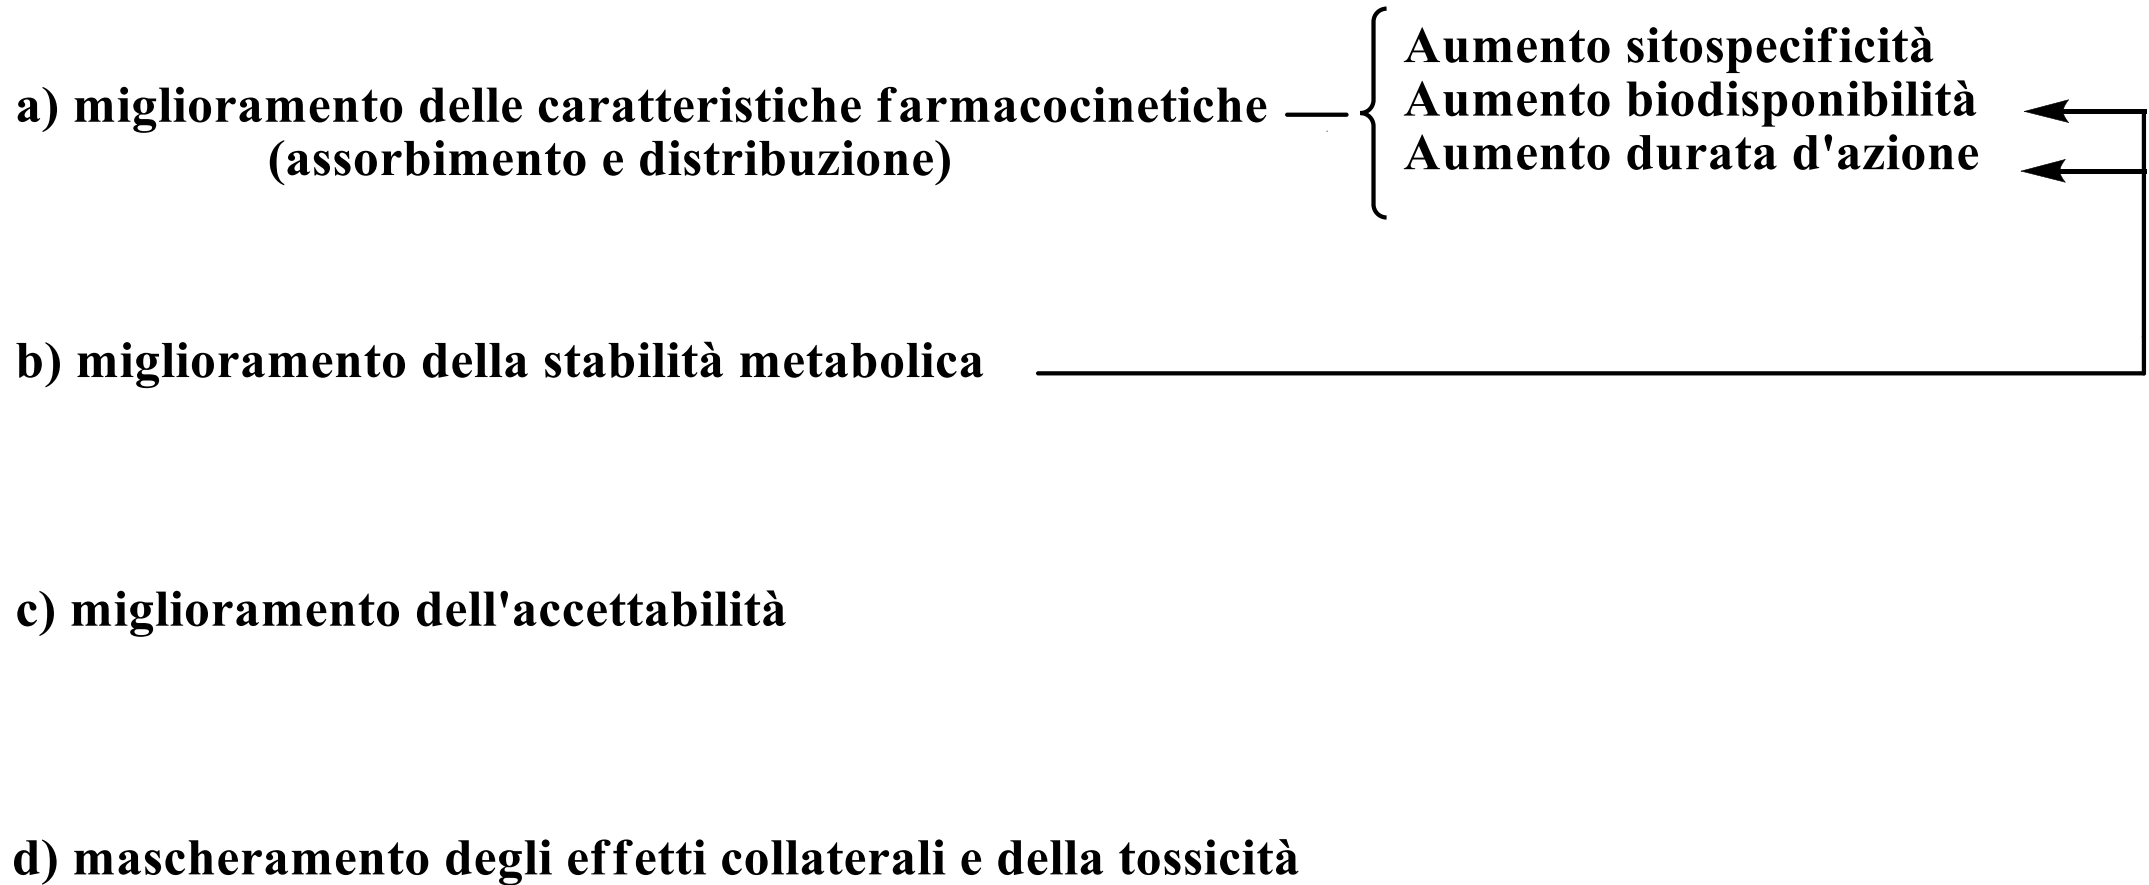 Aumento sitospecificità
a) miglioramento delle caratteristiche farmacocinetiche
Aumento biodisponibilità
(assorbimento e distribuzione)
Aumento durata d'azione
b) miglioramento della stabilità metabolica
c) miglioramento dell'accettabilità
d) mascheramento degli effetti collaterali e della tossicità